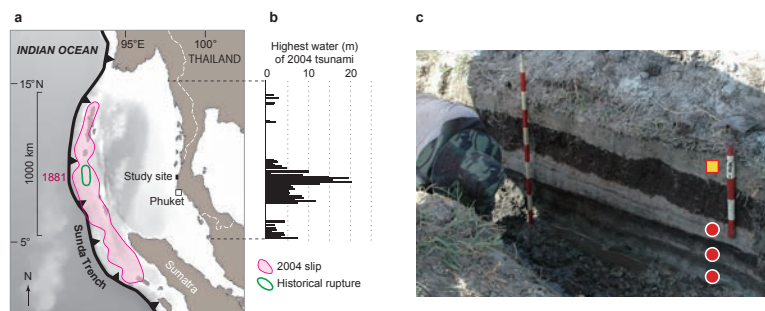 a
b
c
INDIAN OCEAN
95°E
100°
THAILAND
Highest water (m)
of 2004 tsunami
0
10
20
15°N
1000 km
1881
Study site
Phuket
5°
Sunda Trench
Sumatra
N
2004 slip
Historical rupture